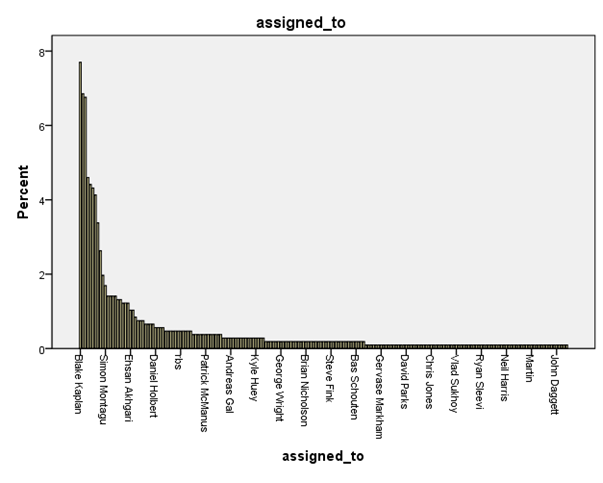 assigned_to
Percent
8
6
4
2
0
Blake Kaplan
Simon Montagu
Ehsan Akhgari
Daniel Holbert
rbs
Patrick McManus
Andreas Gal
Kyle Huey
George Wright
Brian Nicholson
Steve Fink
Bas Schouten
Gervase Markham
David Parks
Chris Jones
Vlad Sukhoy
Ryan Sleevi
Neil Harris
Martin
John Daggett
assigned_to